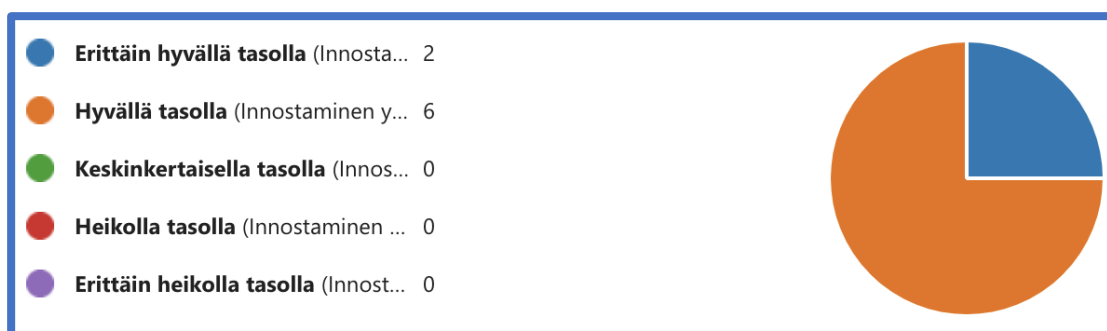 Erittäin hyvällä tasolla (Innosta... 2
Hyvällä tasolla (Innostaminen y... 6
Keskinkertaisella tasolla (Innos... 0
Heikolla tasolla (Innostaminen ... 0
Erittäin heikolla tasolla (Innost... 0